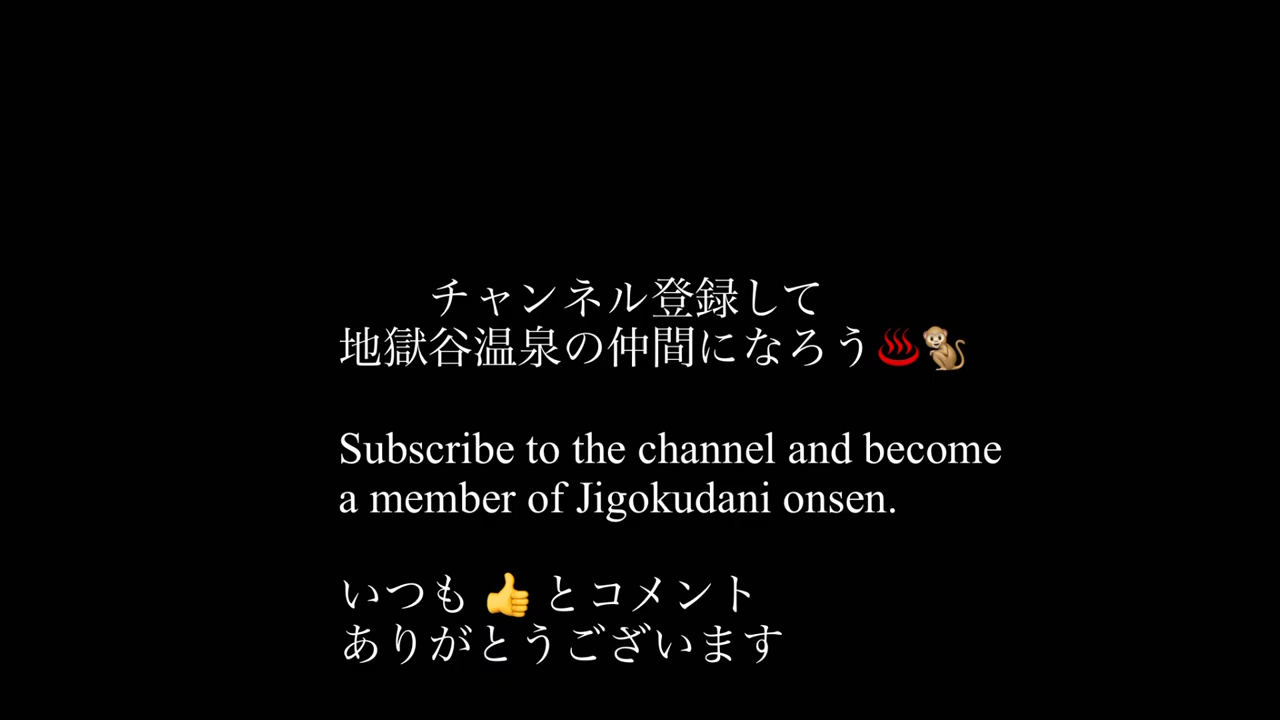 チャンネル登録して
地獄谷温泉の仲間になろう♨️🐒
Subscribe to the channel and become
a member of Jigokudani onsen.
いつも 👍 とコメント
ありがとうございます